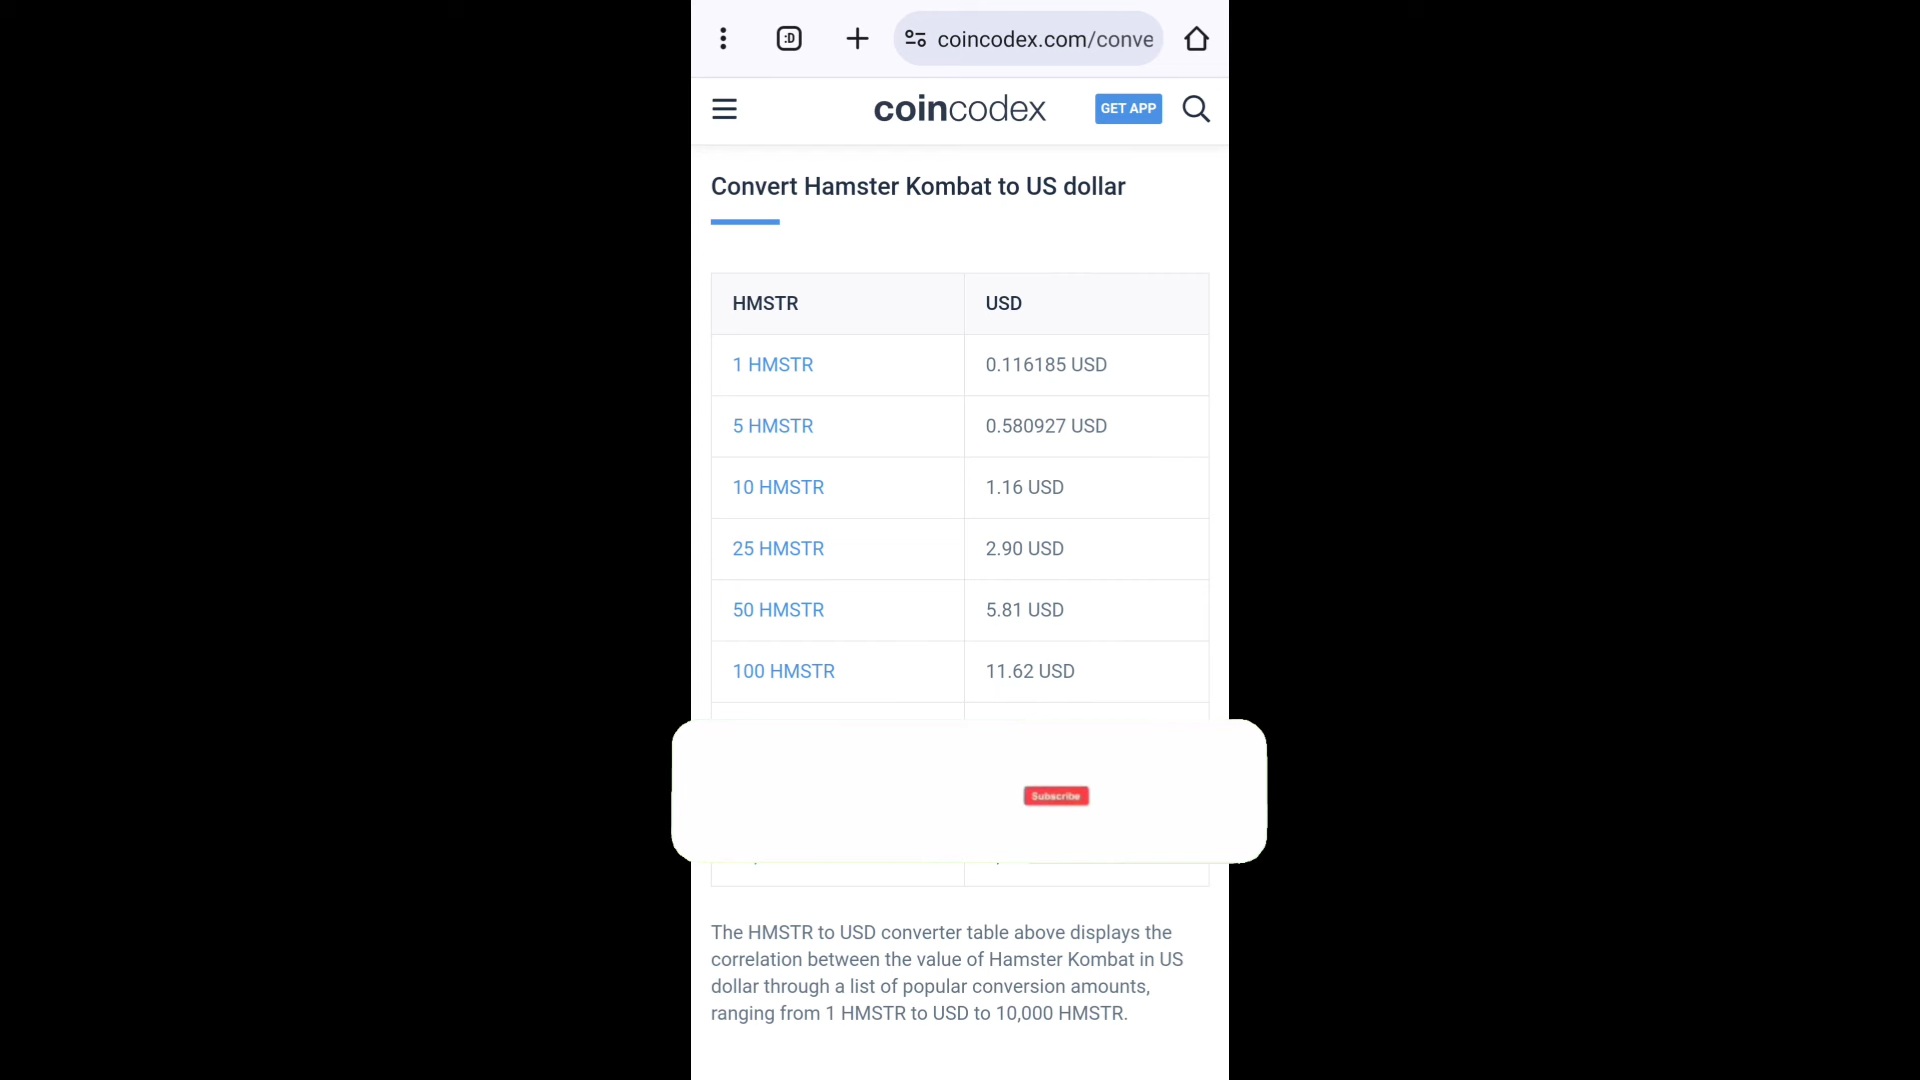 :D
coincodex.com/conve
coincodex
GET APP
Convert Hamster Kombat to US dollar
HMSTR USD
1 HMSTR 0.116185 USD
5 HMSTR 0.580927 USD
10 HMSTR 1.16 USD
25 HMSTR 2.90 USD
50 HMSTR 5.81 USD
100 HMSTR 11.62 USD
Subscribe
The HMSTR to USD converter table above displays the
correlation between the value of Hamster Kombat in US
dollar through a list of popular conversion amounts,
ranging from 1 HMSTR to USD to 10,000 HMSTR.